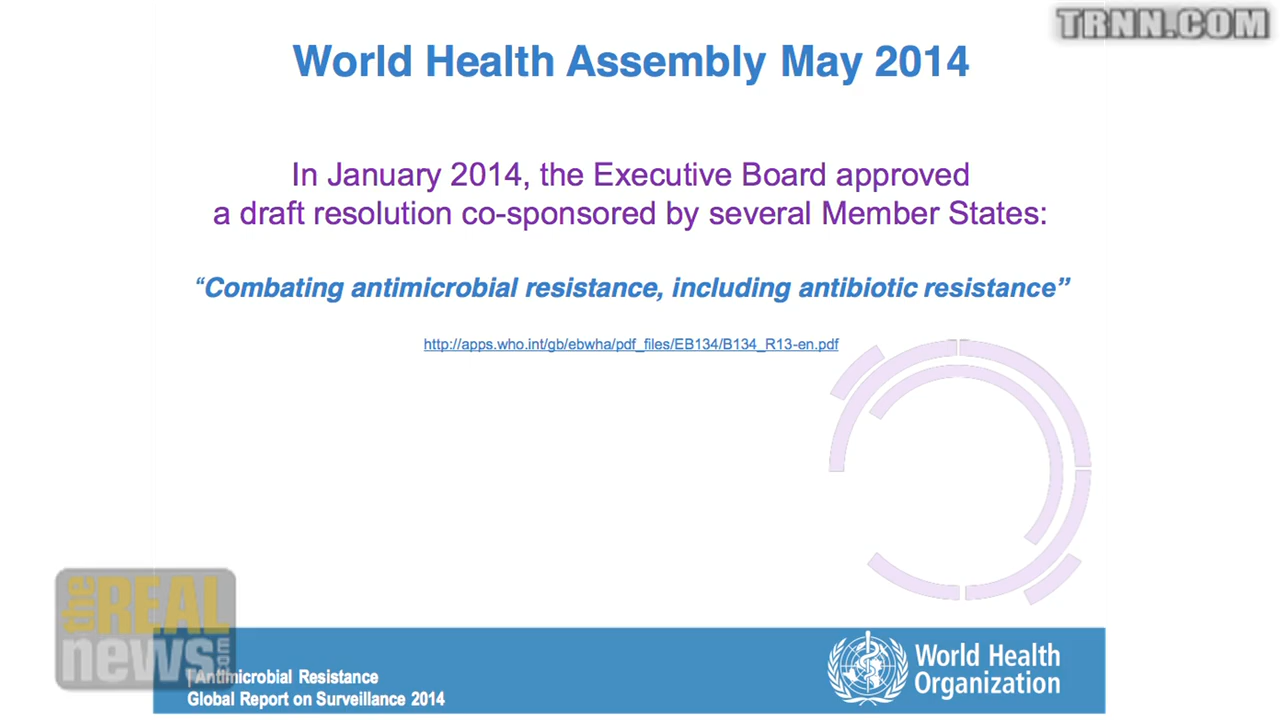 TRNN.COM
World Health Assembly May 2014
In January 2014, the Executive Board approved
a draft resolution co-sponsored by several Member States:
“Combating antimicrobial resistance, including antibiotic resistance”
http://apps.who.int/gb/ebwha/pdf_files/EB134/B134_R13-en.pdf
the REAL
news.com
| Antimicrobial Resistance
Global Report on Surveillance 2014
World Health
Organization